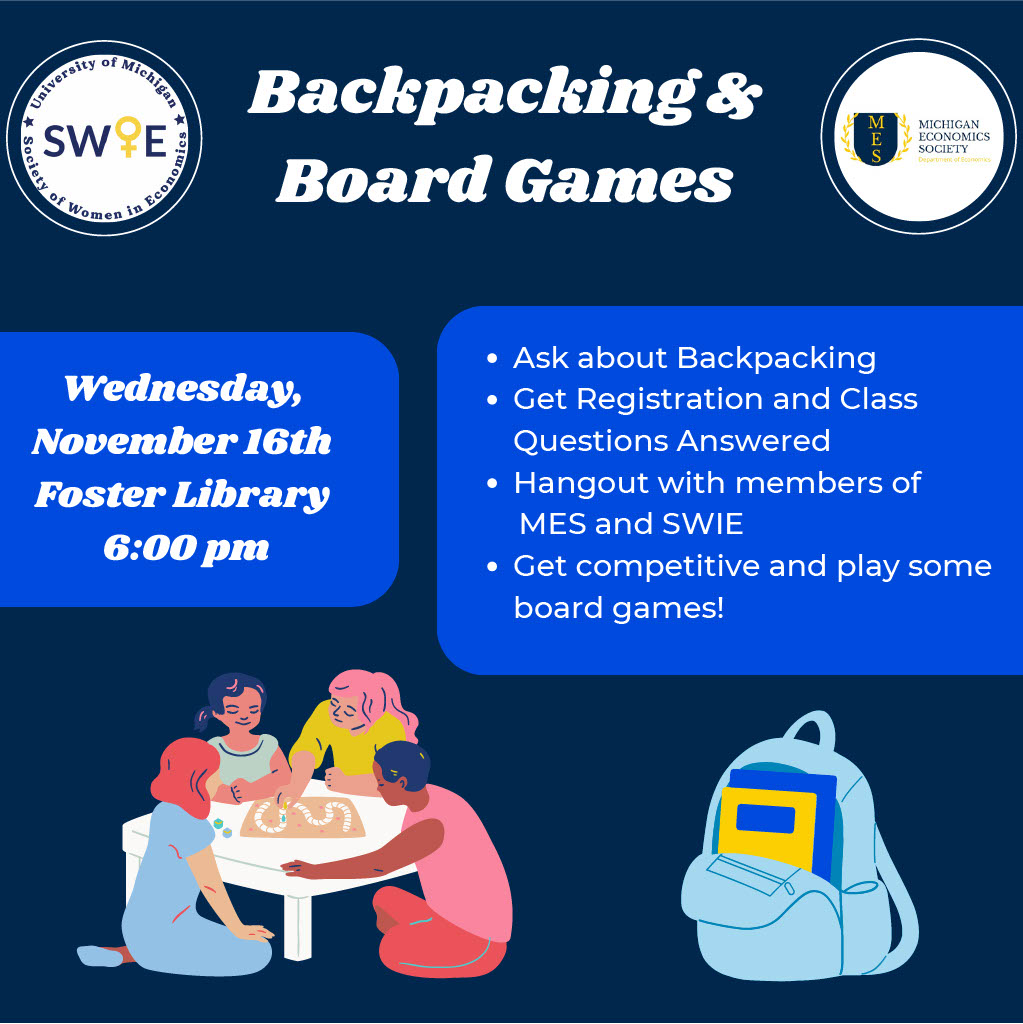 University of Michigan
SWIE
Society of Women in Economics
Backpacking &
Board Games
M
E
S
MICHIGAN
ECONOMICS
SOCIETY
Department of Economics
Wednesday,
November 16th
Foster Library
6:00 pm
• Ask about Backpacking
• Get Registration and Class
Questions Answered
• Hangout with members of
MES and SWIE
• Get competitive and play some
board games!